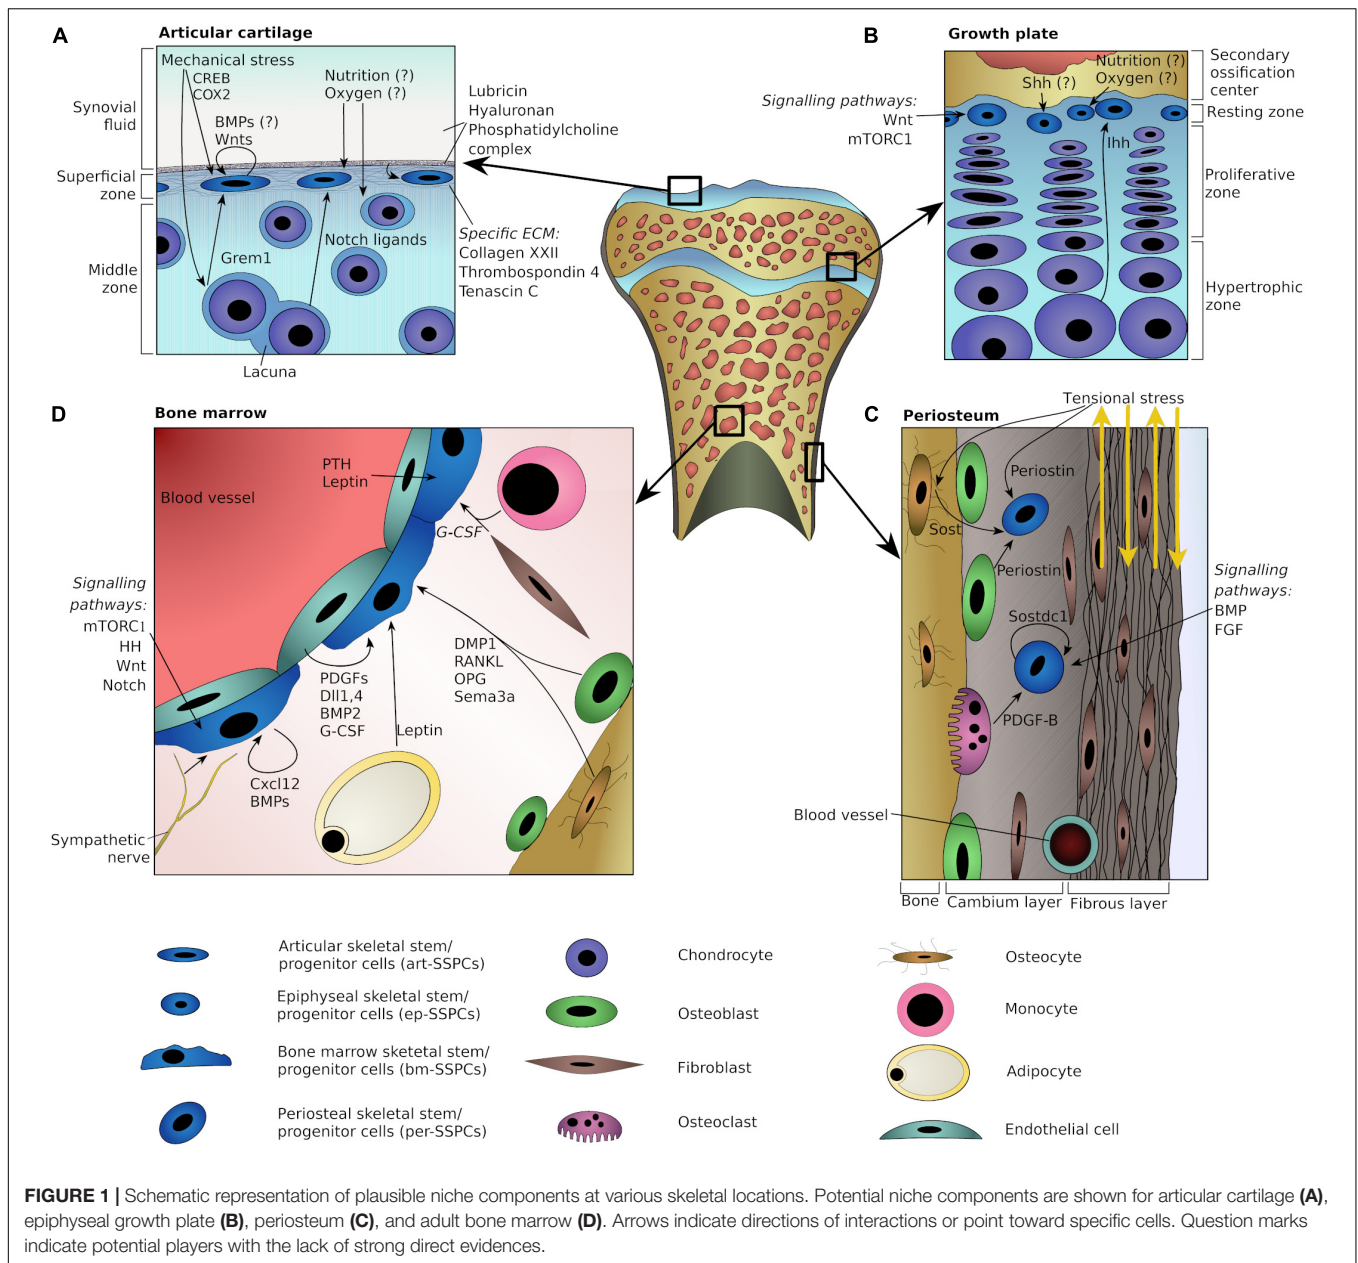 A
Articular cartilage
Mechanical stress
CREB
COX2
Nutrition (?)
Oxygen (?)
BMPs (?)
Wnts
Synovial
fluid
Superficial
zone
Middle
zone
Lubricin
Hyaluronan
Phosphatidylcholine
complex
Specific ECM:
Collagen XXII
Thrombospondin 4
Tenascin C
Grem1
Notch ligands
Lacuna
B
Growth plate
Nutrition (?)
Oxygen (?)
Shh (?)
Signalling pathways:
Wnt
mTORC1
Ihh
Secondary
ossification
center
Resting zone
Proliferative
zone
Hypertrophic
zone
D
Bone marrow
Blood vessel
PTH
Leptin
G-CSF
Signalling
pathways:
mTORC1
HH
Wnt
Notch
PDGFs
Dll1,4
BMP2
G-CSF
DMP1
RANKL
OPG
Sema3a
Leptin
Cxcl12
BMPs
Sympathetic
nerve
C
Periosteum
Tensional stress
Periostin
Sost
Periostin
Sostdc1
PDGF-B
Signalling
pathways:
BMP
FGF
Blood vessel
Bone
Cambium layer
Fibrous layer
Articular skeletal stem/
progenitor cells (art-SSPCs)
Epiphyseal skeletal stem/
progenitor cells (ep-SSPCs)
Bone marrow sketetal stem/
progenitor cells (bm-SSPCs)
Periosteal skeletal stem/
progenitor cells (per-SSPCs)
Chondrocyte
Osteoblast
Fibroblast
Osteoclast
Osteocyte
Monocyte
Adipocyte
Endothelial cell
FIGURE 1 | Schematic representation of plausible niche components at various skeletal locations. Potential niche components are shown for articular cartilage (A),
epiphyseal growth plate (B), periosteum (C), and adult bone marrow (D). Arrows indicate directions of interactions or point toward specific cells. Question marks
indicate potential players with the lack of strong direct evidences.